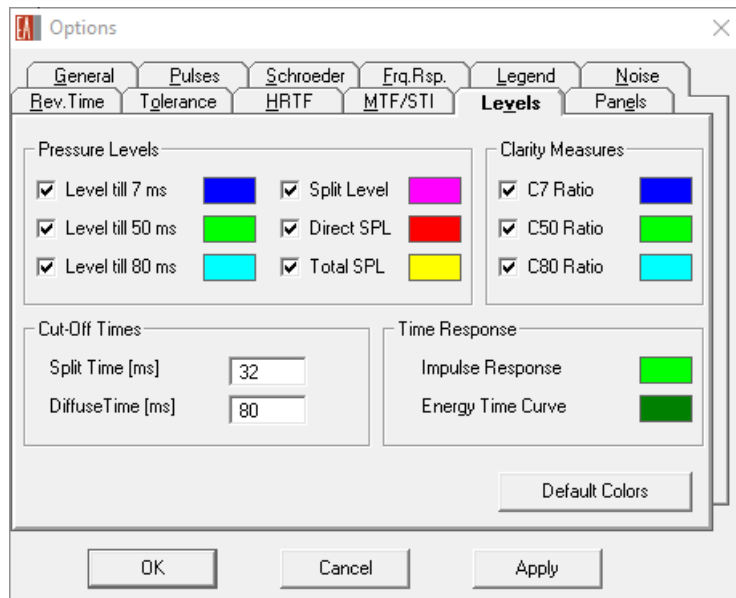 EA Options
General Pulses Schroeder Frq.Rsp. Legend Noise
Rev.Time Tolerance HRTF MTF/STI Levels Panels
Pressure Levels
Level till 7 ms Split Level
Level till 50 ms Direct SPL
Level till 80 ms Total SPL
Clarity Measures
C7 Ratio
C50 Ratio
C80 Ratio
Cut-Off Times
Split Time [ms] 32
DiffuseTime [ms] 80
Time Response
Impulse Response
Energy Time Curve
Default Colors
OK Cancel Apply